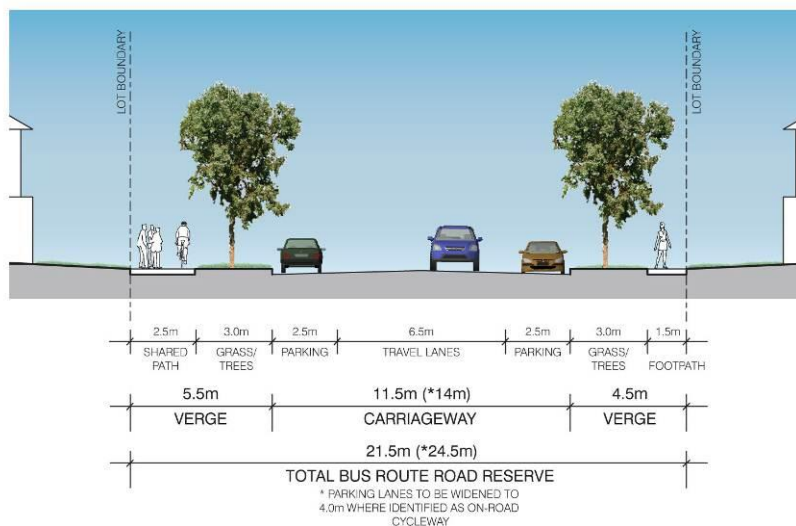 LOT BOUNDARY
LOT BOUNDARY
2.5m 3.0m 2.5m 6.5m 2.5m 3.0m 1.5m
SHARED PATH GRASS/ TREES PARKING TRAVEL LANES PARKING GRASS/ TREES FOOTPATH
5.5m 11.5m (*14m) 4.5m
VERGE CARRIAGEWAY VERGE
21.5m (*24.5m)
TOTAL BUS ROUTE ROAD RESERVE
* PARKING LANES TO BE WIDENED TO
4.0m WHERE IDENTIFIED AS ON-ROAD
CYCLEWAY